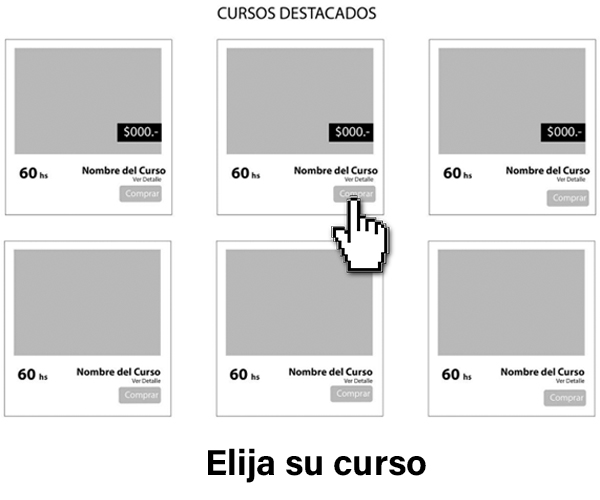 CURSOS DESTACADOS
$000.- $000.- $000.-
60 hs Nombre del Curso 60 hs Nombre del Curso 60 hs Nombre del Curso
Ver Detalle Ver Detalle Ver Detalle
Comprar Comprar Comprar
60 hs Nombre del Curso 60 hs Nombre del Curso 60 hs Nombre del Curso
Ver Detalle Ver Detalle Ver Detalle
Comprar Comprar Comprar
Elija su curso